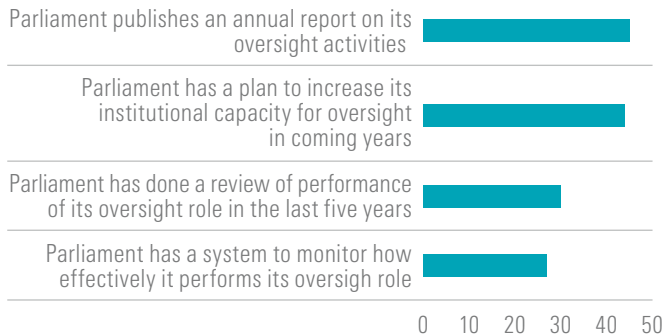 Parliament publishes an annual report on its
oversight activities
Parliament has a plan to increase its
institutional capacity for oversight
in coming years
Parliament has done a review of performance
of its oversight role in the last five years
Parliament has a system to monitor how
effectively it performs its oversigh role
0 10 20 30 40 50